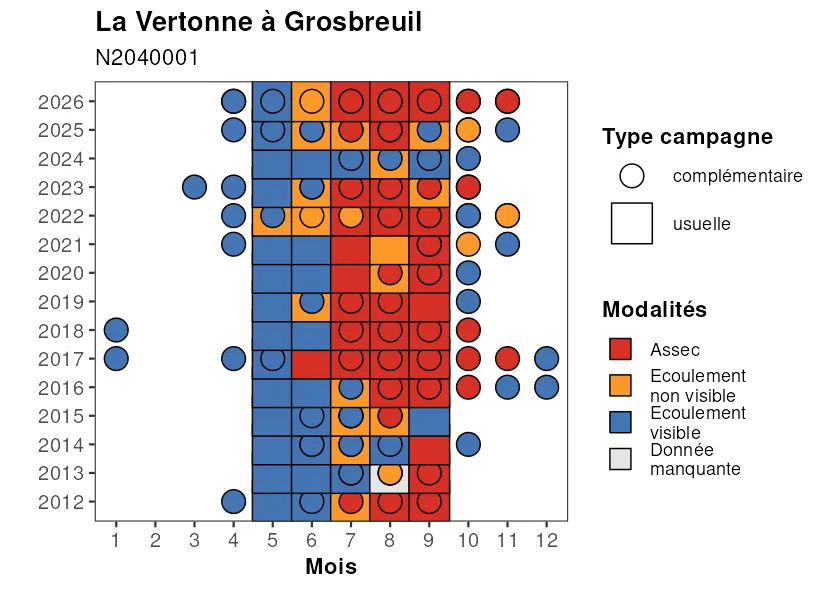 La Vertonne à Grosbreuil
N2040001
2026
2025
2024
2023
2022
2021
2020
2019
2018
2017
2016
2015
2014
2013
2012
1 2 3 4 5 6 7 8 9 10 11 12
Mois
Type campagne
complémentaire
usuelle
Modalités
Assec
Ecoulement
non visible
Ecoulement
visible
Donnée
manquante